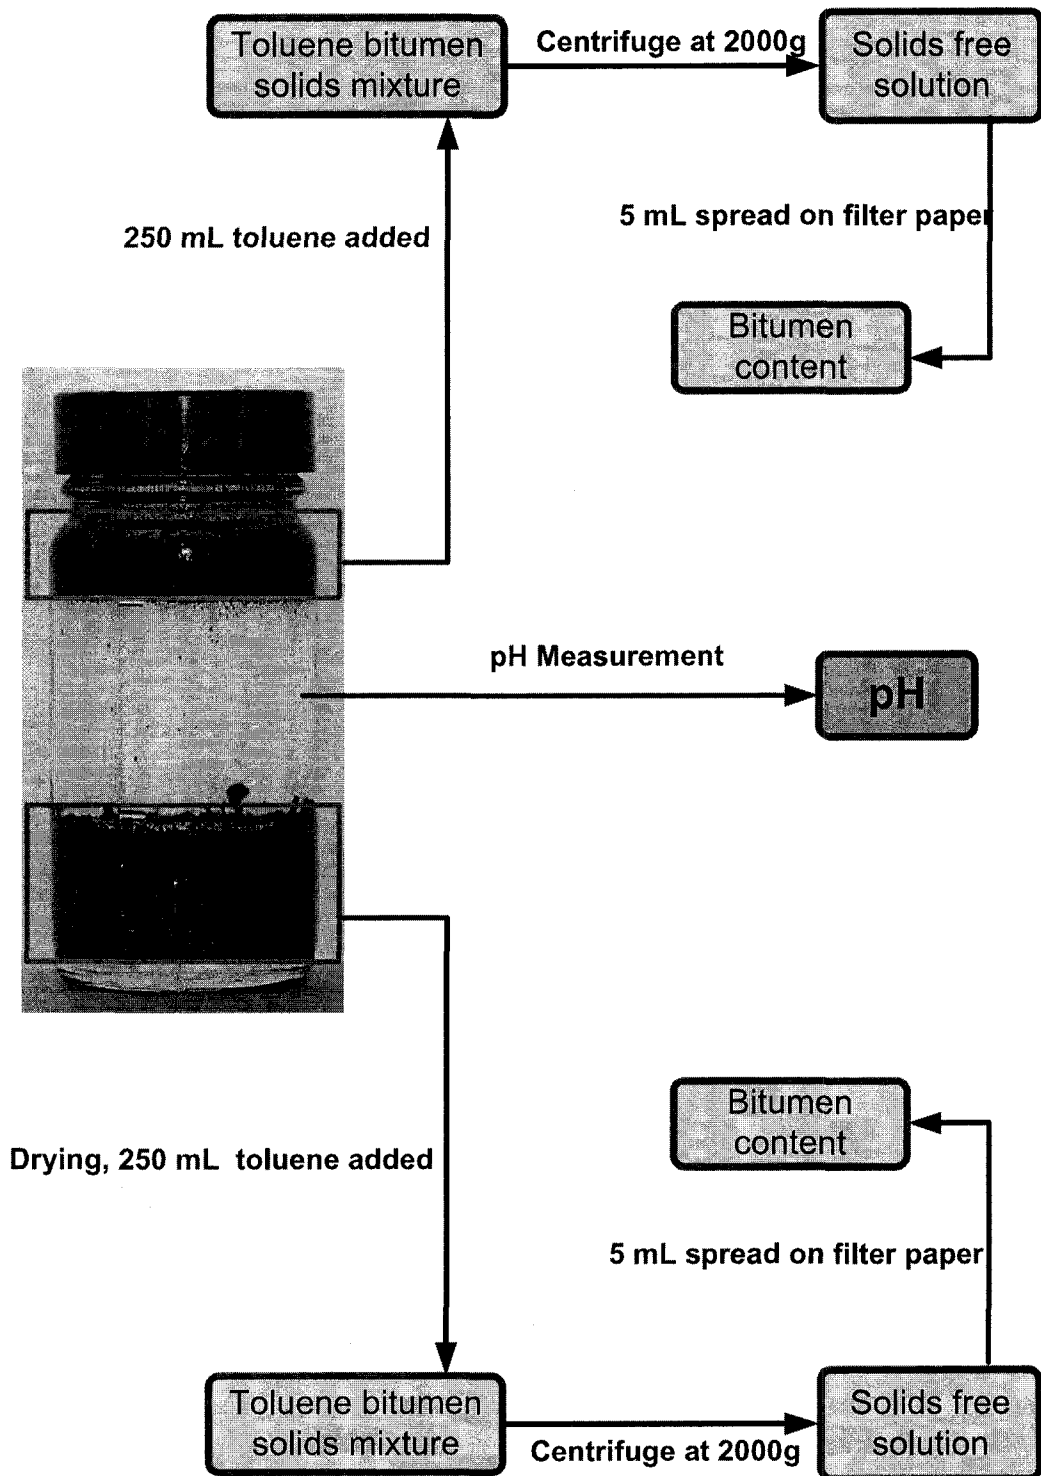 Toluene bitumen
solids mixture
Centrifuge at 2000g
Solids free
solution
250 mL toluene added
5 mL spread on filter paper
Bitumen
content
pH Measurement
pH
Drying, 250 mL  toluene added
Bitumen
content
5 mL spread on filter paper
Toluene bitumen
solids mixture
Centrifuge at 2000g
Solids free
solution